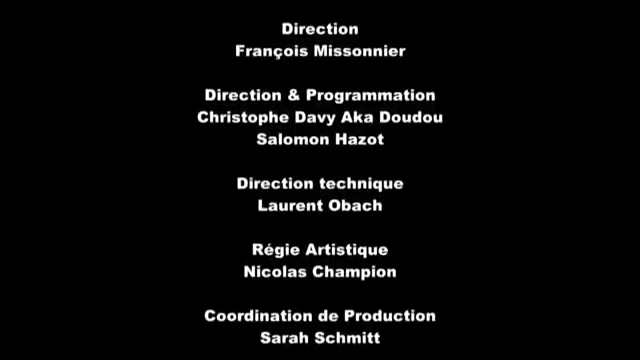 Direction
François Missonnier
Direction & Programmation
Christophe Davy Aka Doudou
Salomon Hazot
Direction technique
Laurent Obach
Régie Artistique
Nicolas Champion
Coordination de Production
Sarah Schmitt